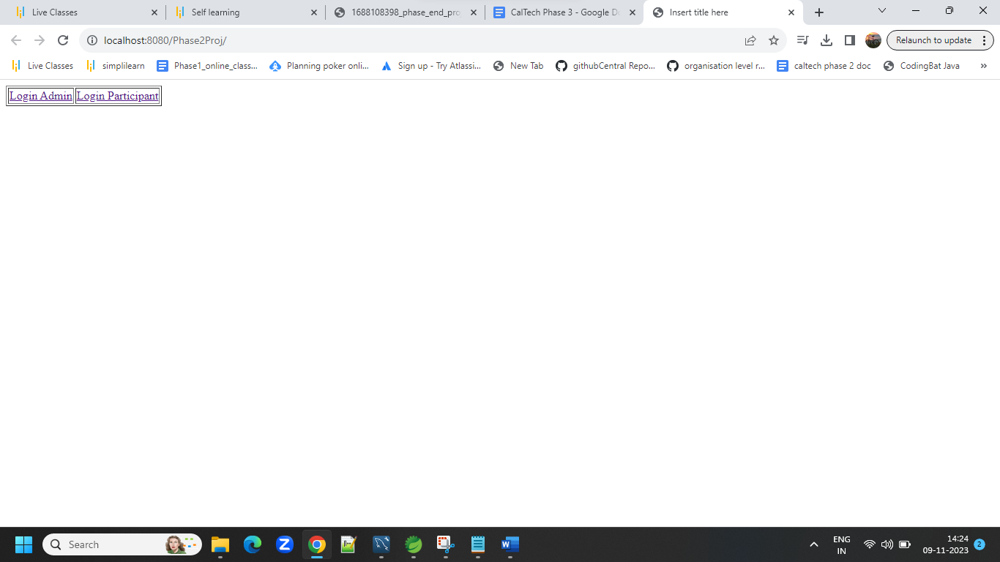 Live Classes
Self learning
1688108398_phase_end_pro
CalTech Phase 3 - Google Do
Insert title here
localhost:8080/Phase2Proj/
Relaunch to update
Live Classes
simplilearn
Phase1_online_class...
Planning poker onli...
Sign up - Try Atlassi...
New Tab
githubCentral Repo...
organisation level r...
caltech phase 2 doc
CodingBat Java
»
Login Admin
Login Participant
Search
ENG
IN
14:24
09-11-2023
2